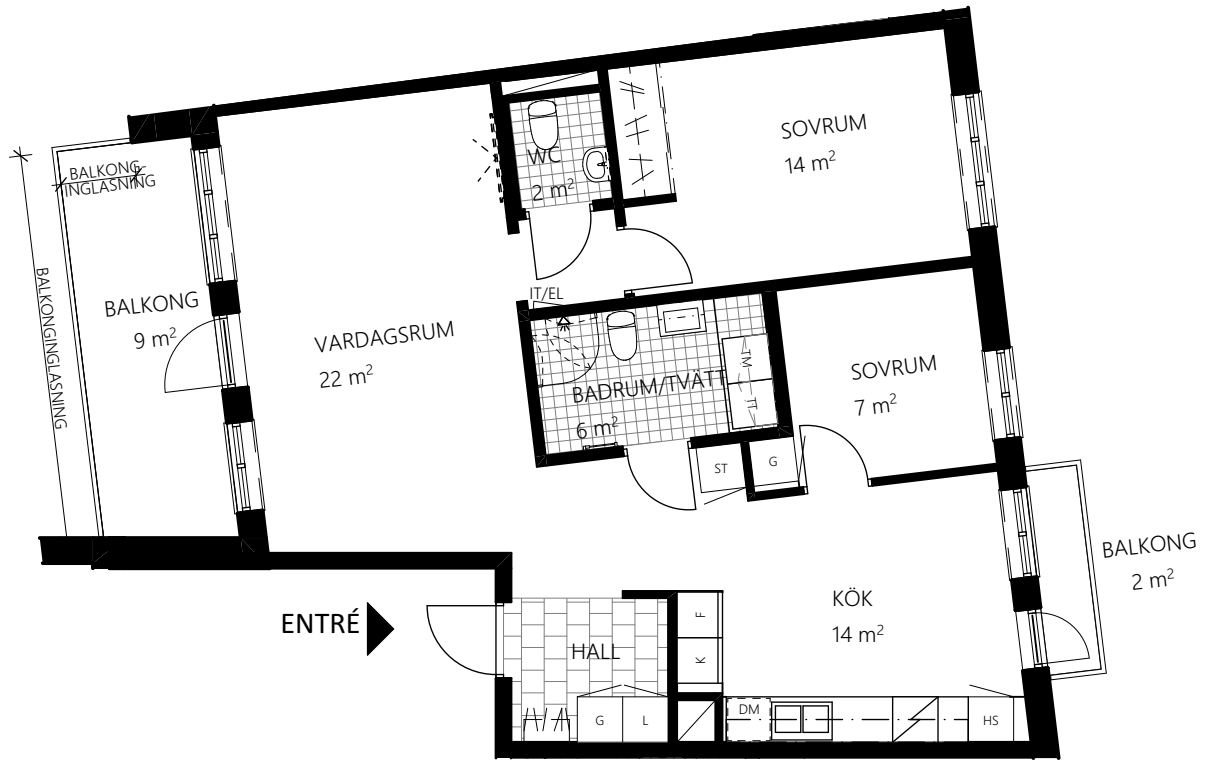 SOVRUM
14 m²
WC
2 m²
BALKONG
INGLASNING
BALKONGINGLASNING
BALKONG
9 m²
IT/EL
VARDAGSRUM
22 m²
BADRUM/TVÄTT
6 m²
TM
TT
SOVRUM
7 m²
ST
G
BALKONG
2 m²
KÖK
14 m²
ENTRÉ
HALL
F
K
G
L
DM
HS